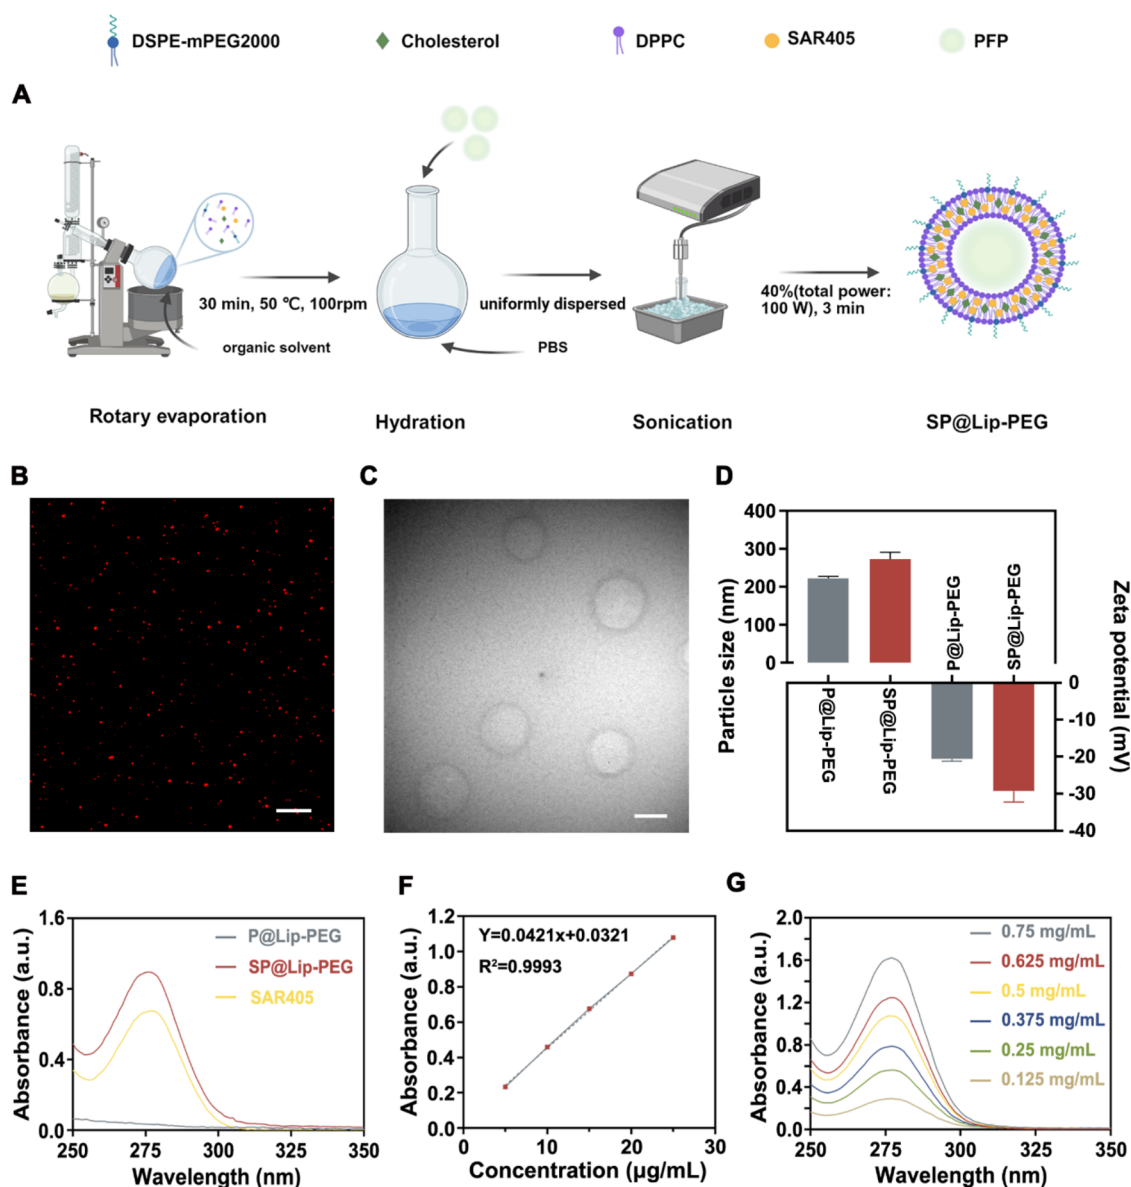 DSPE-mPEG2000
Cholesterol
DPPC
SAR405
PFP
A
30 min, 50 ℃, 100rpm
organic solvent
uniformly dispersed
PBS
40%(total power:
100 W), 3 min
Rotary evaporation
Hydration
Sonication
SP@Lip-PEG
B
C
D
Particle size (nm)
400
300
200
100
0
P@Lip-PEG
SP@Lip-PEG
P@Lip-PEG
SP@Lip-PEG
0
-10
-20
-30
-40
Zeta potential (mV)
E
Absorbance (a.u.)
1.6
0.8
0.4
0.0
P@Lip-PEG
SP@Lip-PEG
SAR405
250
275
300
325
350
Wavelength (nm)
F
Absorbance (a.u.)
1.2
1.0
0.8
0.6
0.4
0.2
0.0
Y=0.0421x+0.0321
R²=0.9993
0
10
20
30
Concentration (µg/mL)
G
Absorbance (a.u.)
2.0
1.6
1.2
0.8
0.4
0.0
0.75 mg/mL
0.625 mg/mL
0.5 mg/mL
0.375 mg/mL
0.25 mg/mL
0.125 mg/mL
250
275
300
325
350
Wavelength (nm)